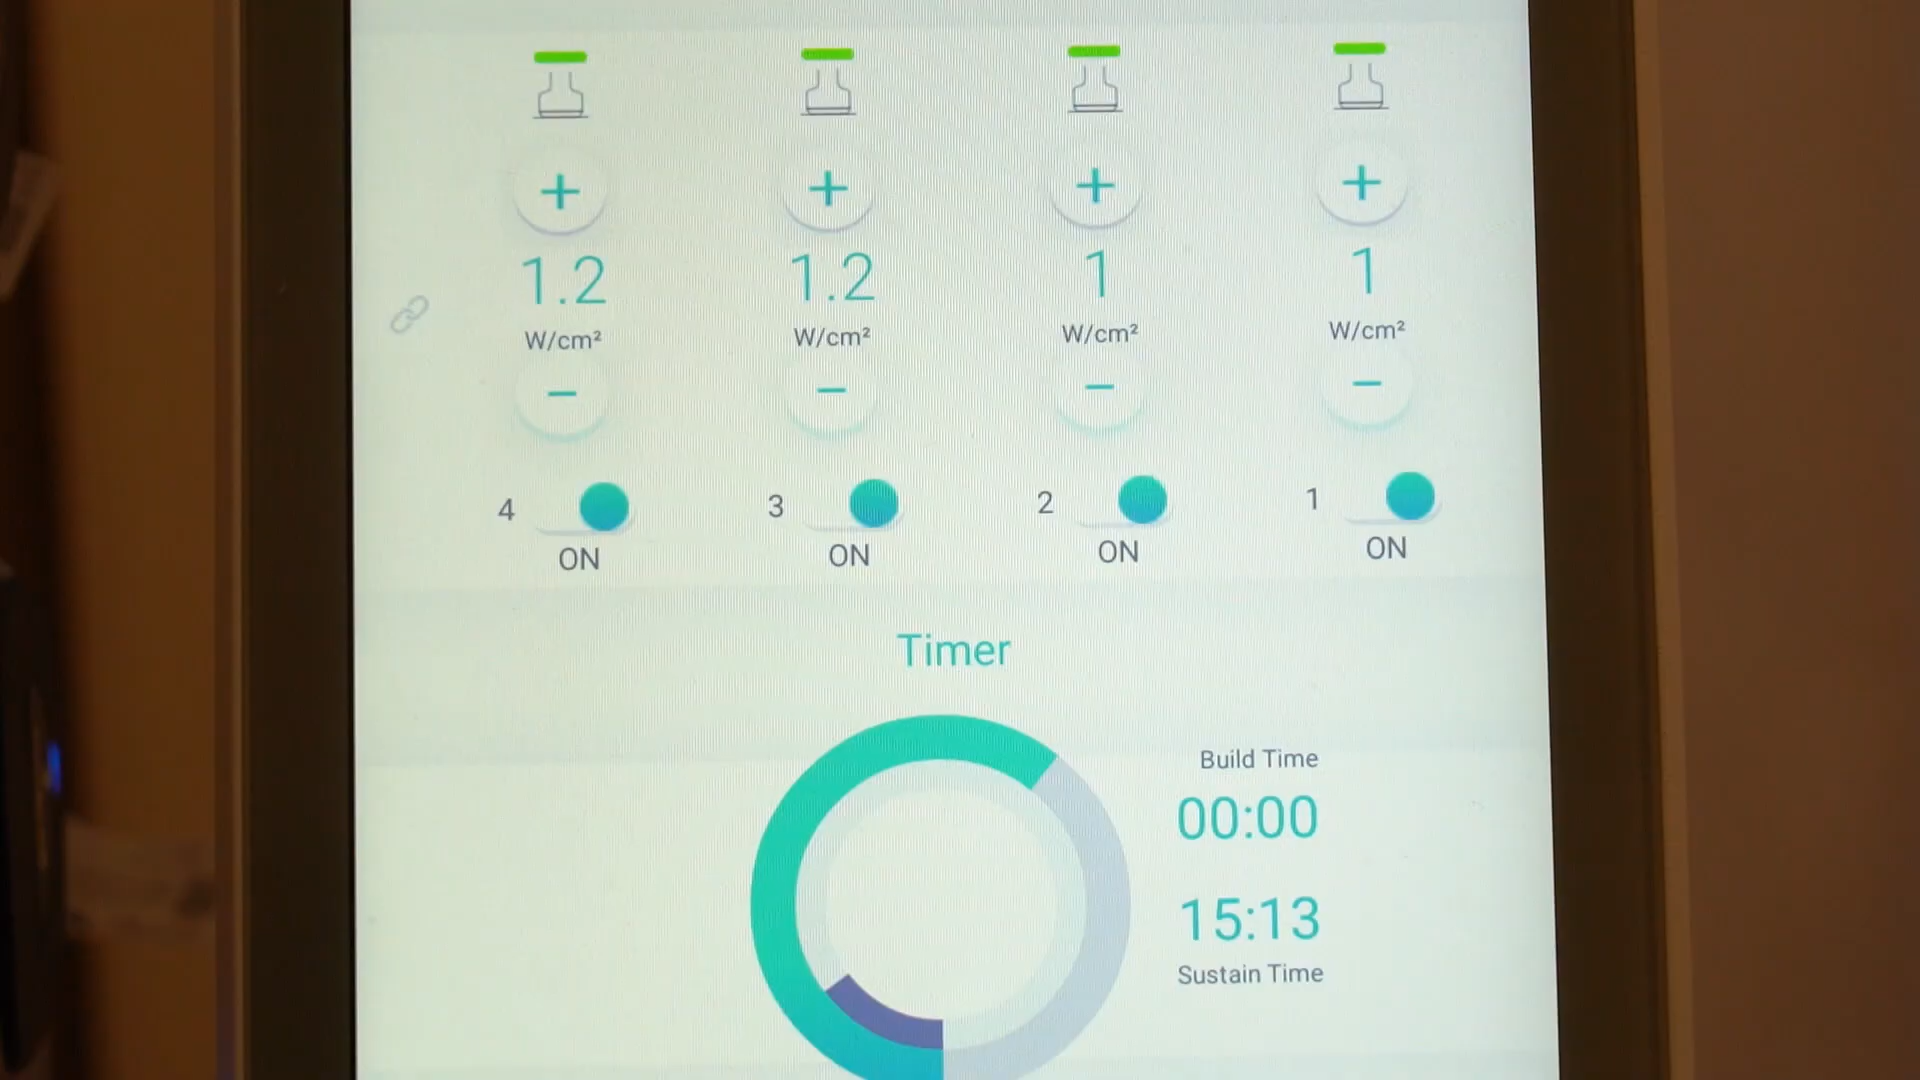 + + + +
1.2 1.2 1 1
W/cm² W/cm² W/cm² W/cm²
− − − −
4 3 2 1
ON ON ON ON
Timer
Build Time
00:00
15:13
Sustain Time